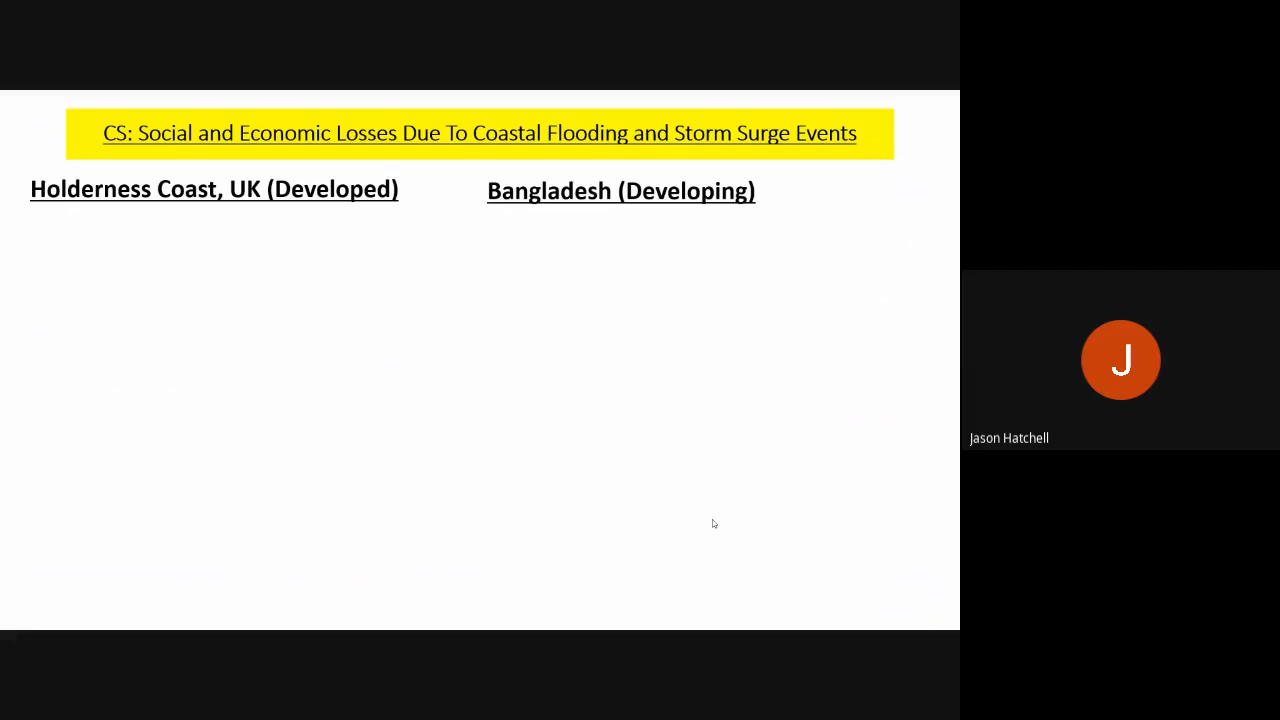 CS: Social and Economic Losses Due To Coastal Flooding and Storm Surge Events
Holderness Coast, UK (Developed)
Bangladesh (Developing)
J
Jason Hatchell